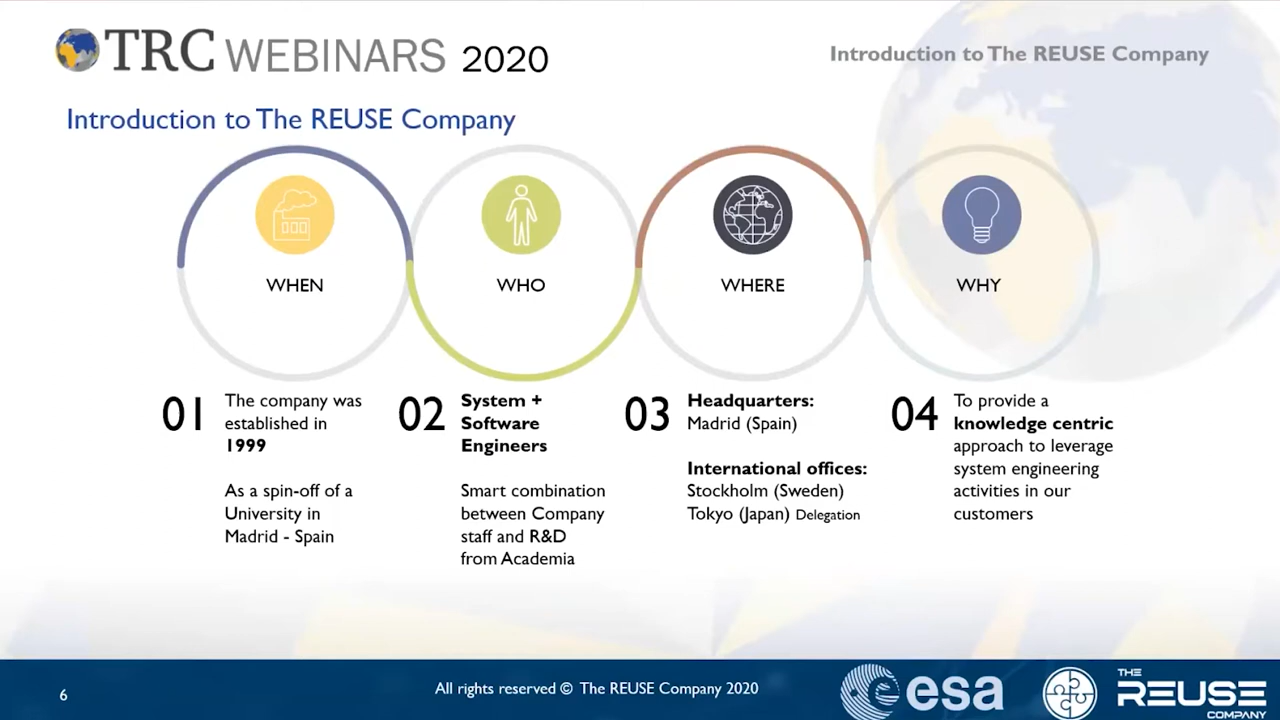 TRC WEBINARS 2020
Introduction to The REUSE Company
Introduction to The REUSE Company
WHEN
WHO
WHERE
WHY
01
The company was
established in
1999
As a spin-off of a
University in
Madrid - Spain
02
System +
Software
Engineers
Smart combination
between Company
staff and R&D
from Academia
03
Headquarters:
Madrid (Spain)
International offices:
Stockholm (Sweden)
Tokyo (Japan) Delegation
04
To provide a
knowledge centric
approach to leverage
system engineering
activities in our
customers
6
All rights reserved © The REUSE Company 2020
esa
THE
REUSE
COMPANY